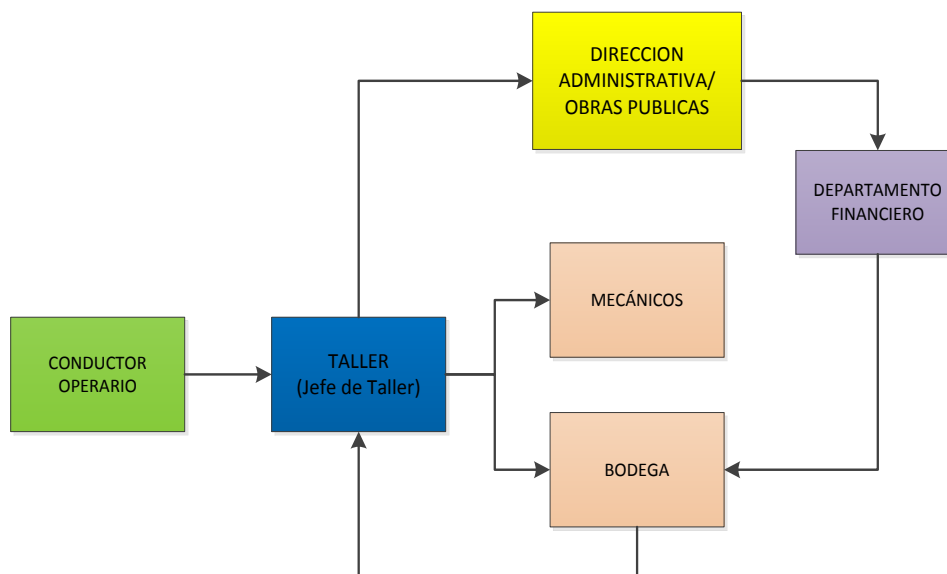 DIRECCION
ADMINISTRATIVA/
OBRAS PUBLICAS
DEPARTAMENTO
FINANCIERO
MECÁNICOS
CONDUCTOR
OPERARIO
TALLER
(Jefe de Taller)
BODEGA